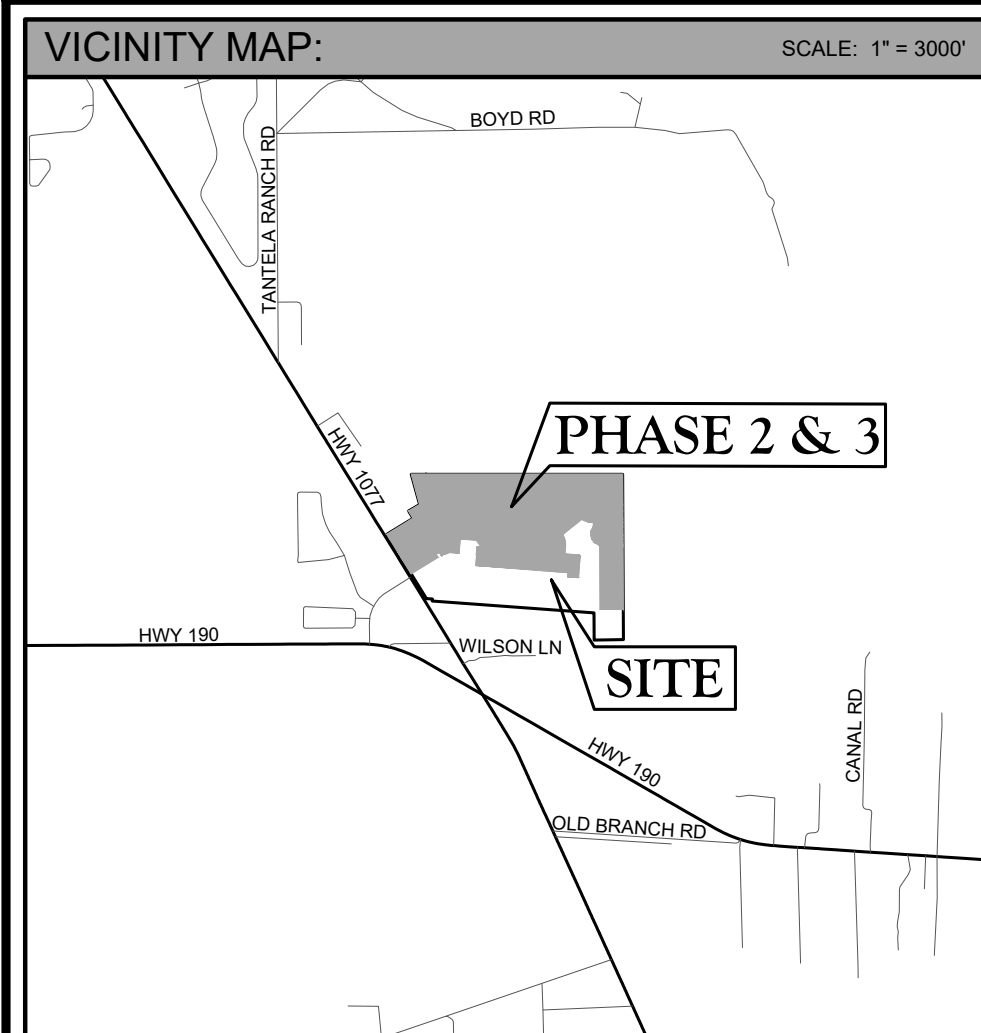 VICINITY MAP:
SCALE: 1" = 3000'
BOYD RD
TANTELA RANCH RD
PHASE 2 & 3
HWY 1077
HWY 190
WILSON LN
SITE
CANAL RD
HWY 190
OLD BRANCH RD